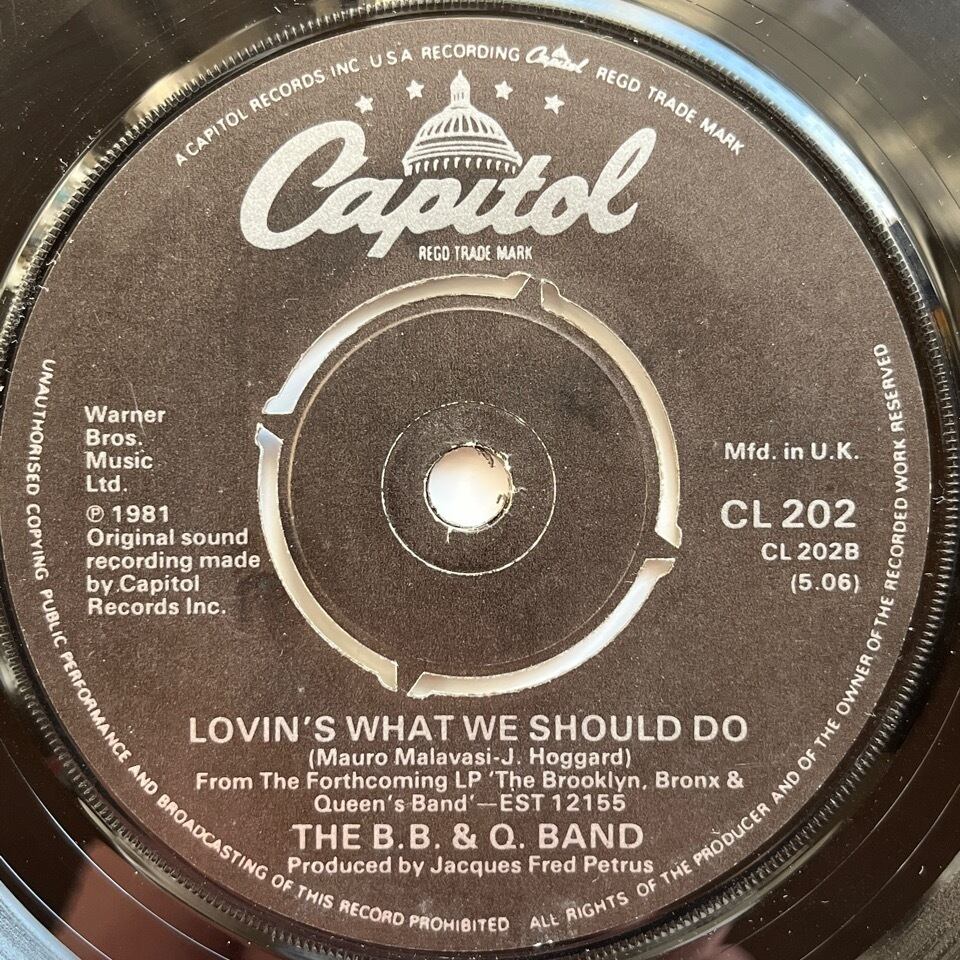 A CAPITOL RECORDS INC. U S A RECORDING Capitol REGD TRADE MARK
Capitol
REGD TRADE MARK
Warner
Bros.
Music
Ltd.
℗ 1981
Original sound
recording made
by Capitol
Records Inc.
Mfd. in U.K.
CL 202
CL 202B
(5.06)
LOVIN'S WHAT WE SHOULD DO
(Mauro Malavasi-J. Hoggard)
From The Forthcoming LP 'The Brooklyn, Bronx &
Queen's Band'—EST 12155
THE B.B. & Q. BAND
Produced by Jacques Fred Petrus
UNAUTHORISED COPYING PUBLIC PERFORMANCE AND BROADCASTING OF THIS RECORD PROHIBITED ALL RIGHTS OF THE PRODUCER AND OF THE OWNER OF THE RECORDED WORK RESERVED